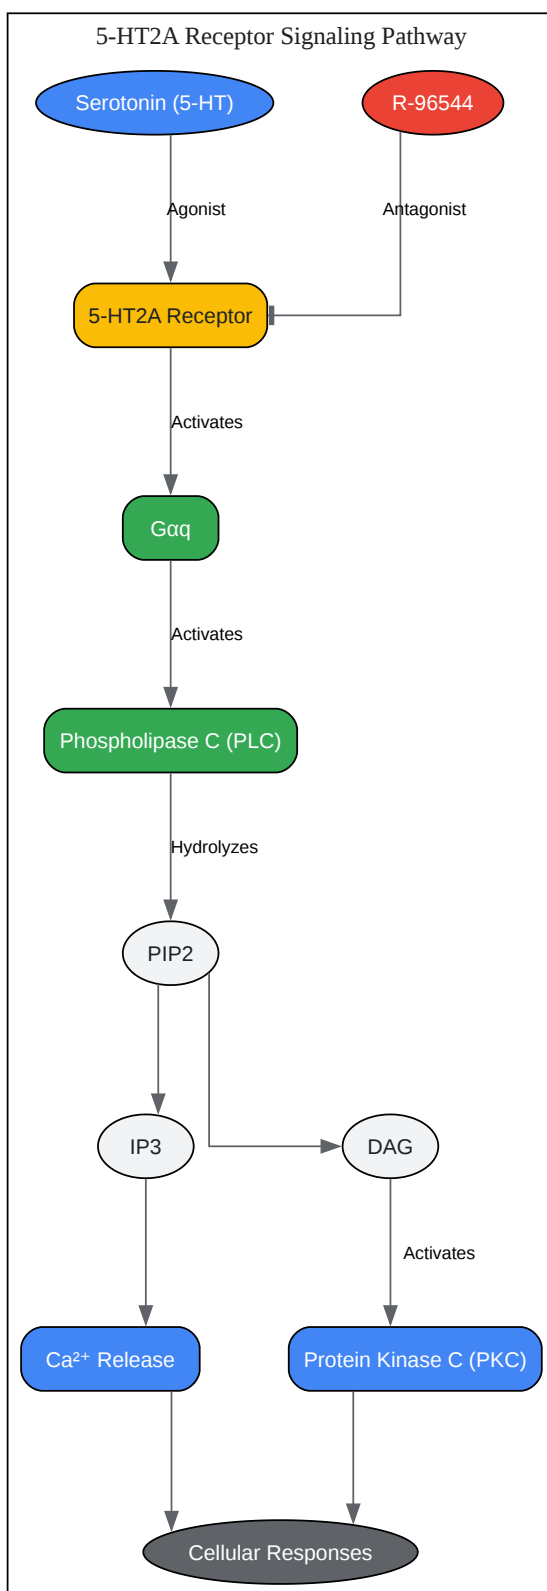 5-HT2A Receptor Signaling Pathway
Serotonin (5-HT)
R-96544
Agonist
Antagonist
5-HT2A Receptor
Activates
Gαq
Activates
Phospholipase C (PLC)
Hydrolyzes
PIP2
IP3
DAG
Activates
Ca²⁺ Release
Protein Kinase C (PKC)
Cellular Responses